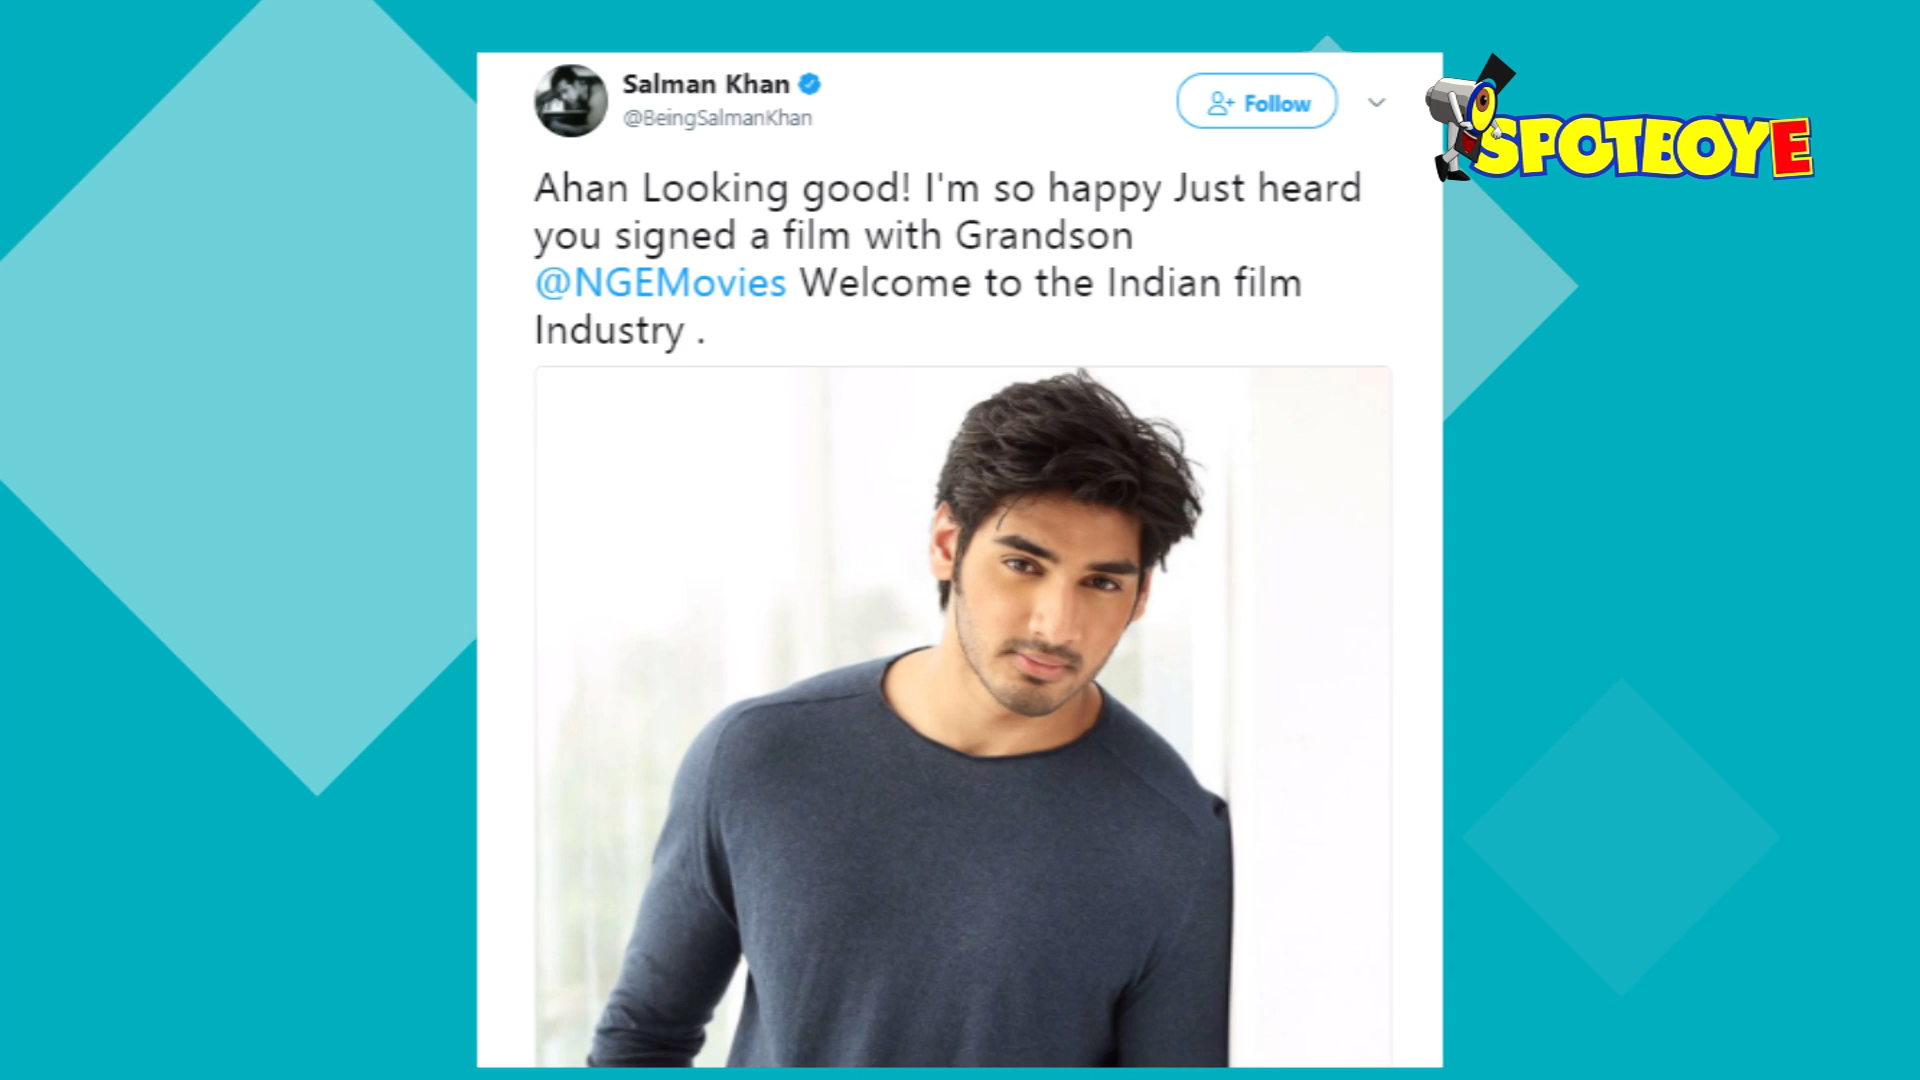 Salman Khan
@BeingSalmanKhan
Follow
SPOTBOYE
Ahan Looking good! I'm so happy Just heard
you signed a film with Grandson
@NGEMovies Welcome to the Indian film
Industry .